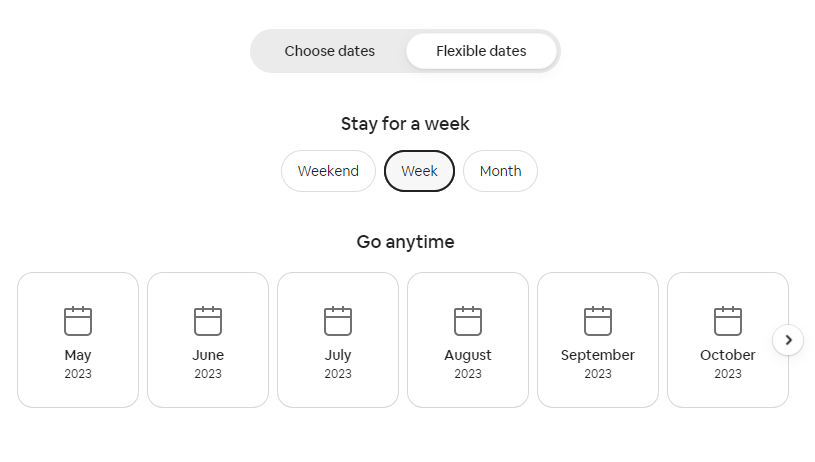 Choose dates Flexible dates
Stay for a week
Weekend Week Month
Go anytime
May June July August September October
2023 2023 2023 2023 2023 2023